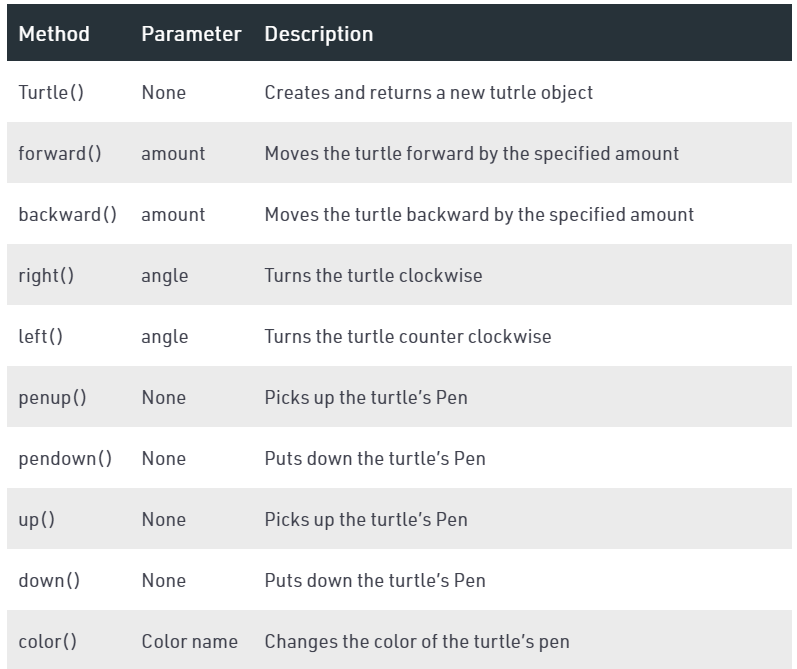 Method Parameter Description
Turtle() None Creates and returns a new tutrle object
forward() amount Moves the turtle forward by the specified amount
backward() amount Moves the turtle backward by the specified amount
right() angle Turns the turtle clockwise
left() angle Turns the turtle counter clockwise
penup() None Picks up the turtle’s Pen
pendown() None Puts down the turtle’s Pen
up() None Picks up the turtle’s Pen
down() None Puts down the turtle’s Pen
color() Color name Changes the color of the turtle’s pen